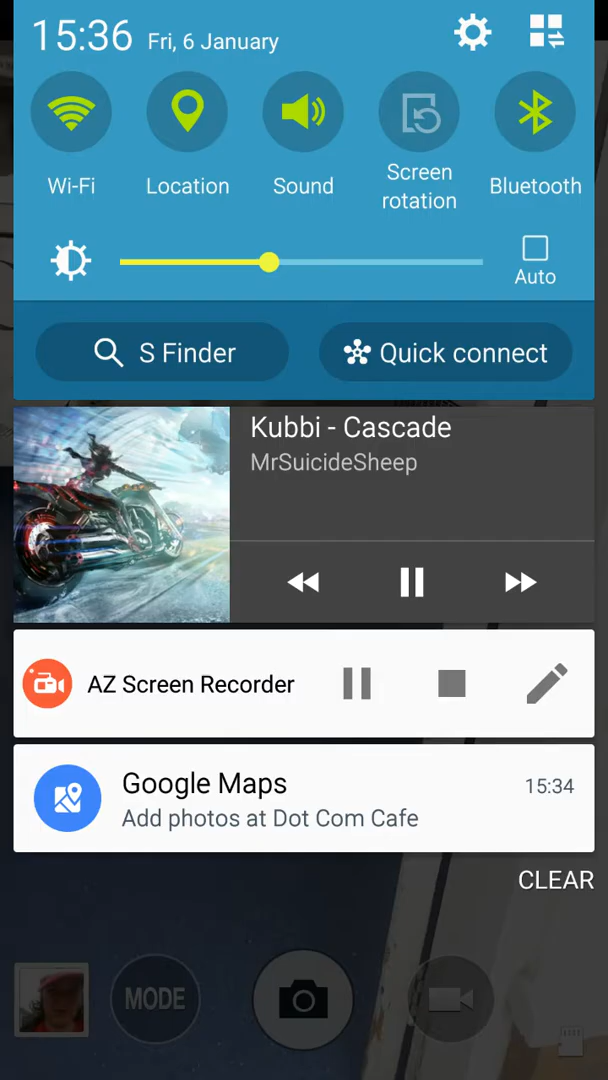 15:36 Fri, 6 January
Wi-Fi
Location
Sound
Screen
rotation
Bluetooth
Auto
S Finder
Quick connect
Kubbi - Cascade
MrSuicideSheep
AZ Screen Recorder
Google Maps 15:34
Add photos at Dot Com Cafe
CLEAR
MODE